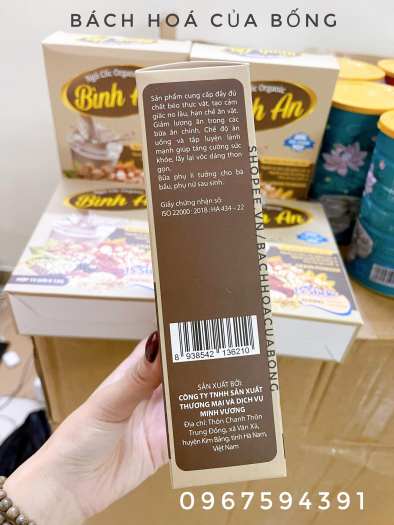 BÁCH HOÁ CỦA BỐNG
Ngũ Cốc Organic
Bình An
Organic
Bình An
Bình An
Sản phẩm cung cấp đầy đủ
chất béo thực vật, tạo cảm
giác no lâu, hạn chế ăn vặt.
Giảm lượng ăn trong các
bữa ăn chính. Chế độ ăn
uống và tập luyện lành
mạnh giúp tăng cường sức
khỏe, lấy lại vóc dáng thon
gọn.
Bữa phụ lí tưởng cho bà
bầu, phụ nữ sau sinh.
Giấy chứng nhận số:
ISO 22000 : 2018 : HA 434 – 22
SHOPEE.VN/BACHHOACUABONG
8 938542 136210
SẢN XUẤT BỞI:
CÔNG TY TNHH SẢN XUẤT
THƯƠNG MẠI VÀ DỊCH VỤ
MINH VƯƠNG
Địa chỉ: Thôn Chanh Thôn
Trung Đồng, xã Văn Xá,
huyện Kim Bảng, tỉnh Hà Nam,
Việt Nam
0967594391